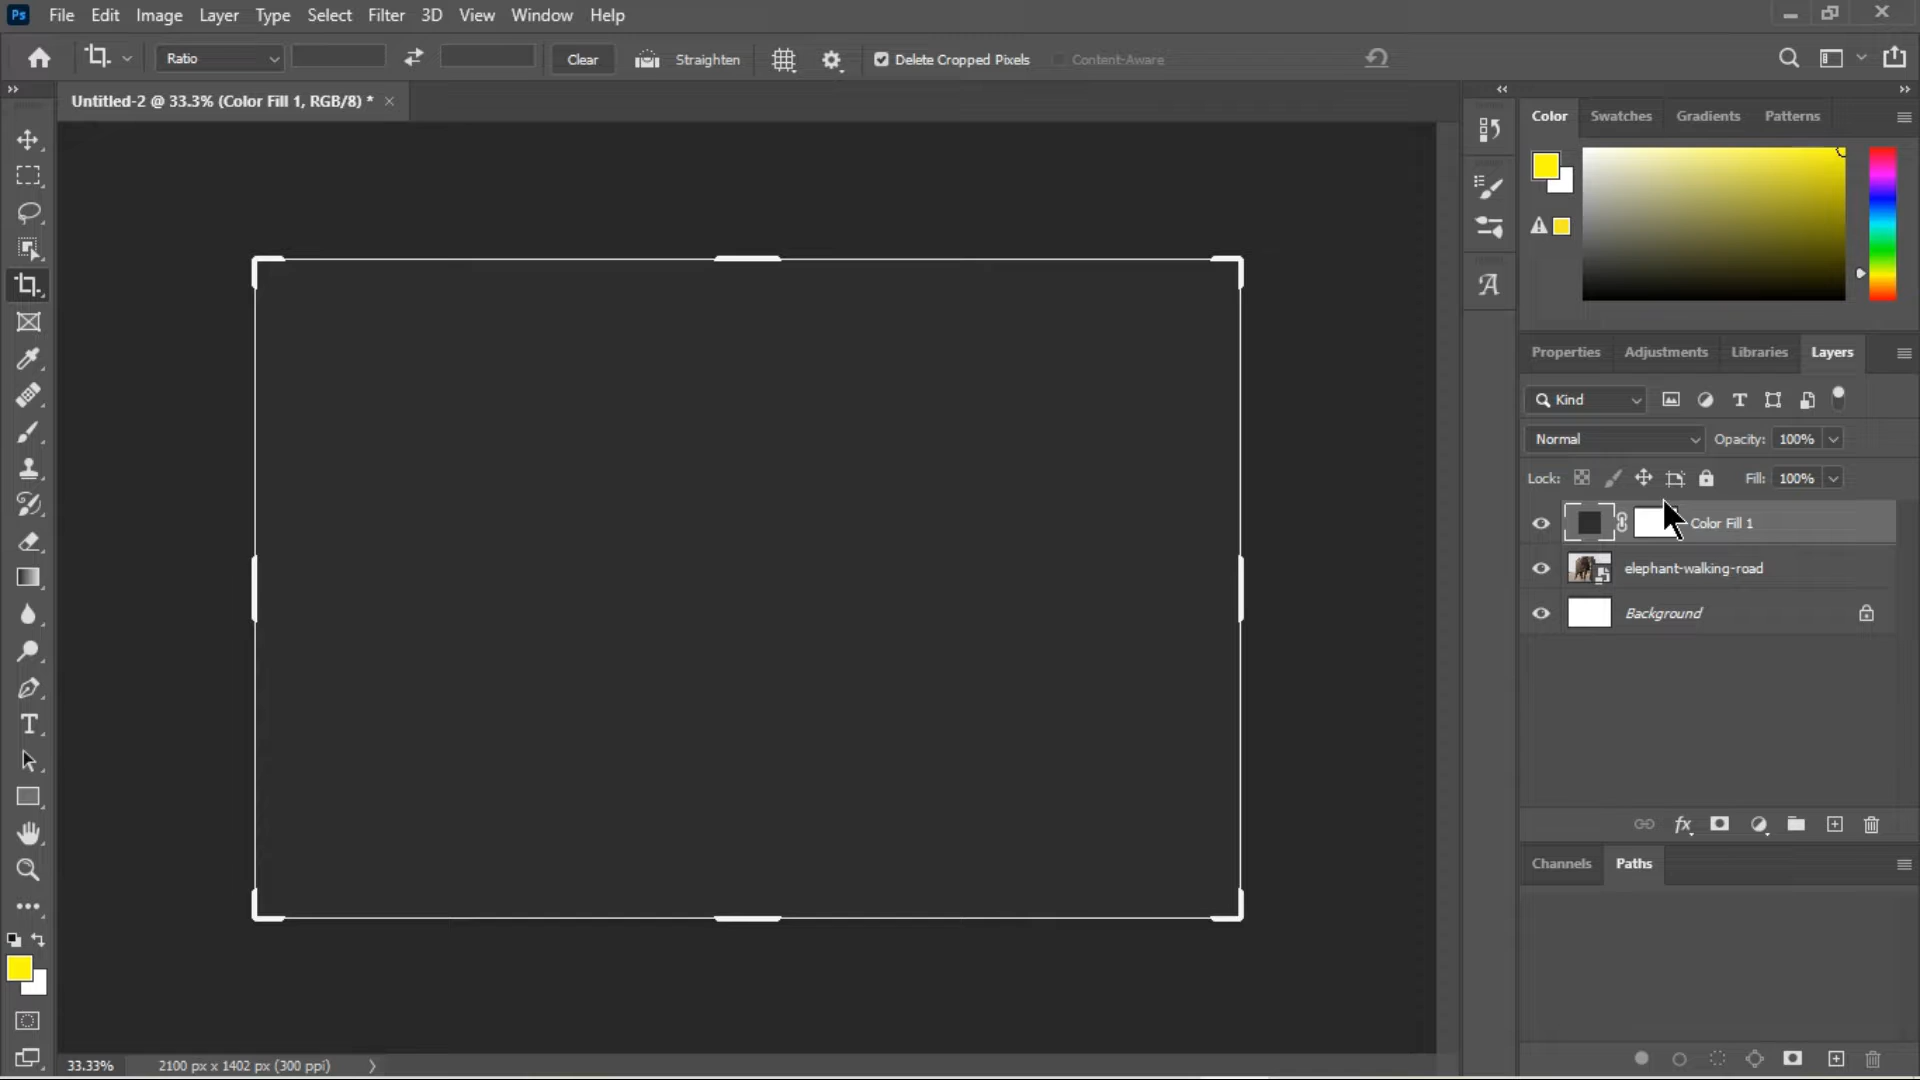 Ps File Edit Image Layer Type Select Filter 3D View Window Help
Ratio Clear Straighten Delete Cropped Pixels Content-Aware
Untitled-2 @ 33.3% (Color Fill 1, RGB/8) * ×
Color Swatches Gradients Patterns
Properties Adjustments Libraries Layers
Kind
Normal Opacity: 100%
Lock: Fill: 100%
Color Fill 1
elephant-walking-road
Background
fx
Channels Paths
33.33% 2100 px x 1402 px (300 ppi)